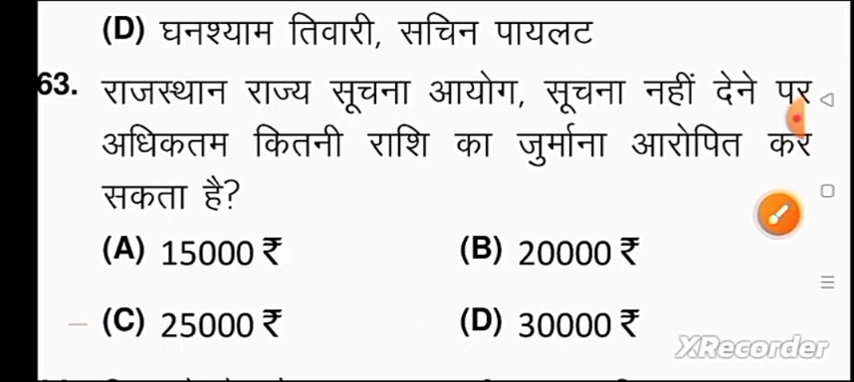 (D) घनश्याम तिवारी, सचिन पायलट
63. राजस्थान राज्य सूचना आयोग, सूचना नहीं देने पर
अधिकतम कितनी राशि का जुर्माना आरोपित कर
सकता है?
(A) 15000 ₹ (B) 20000 ₹
(C) 25000 ₹ (D) 30000 ₹
XRecorder